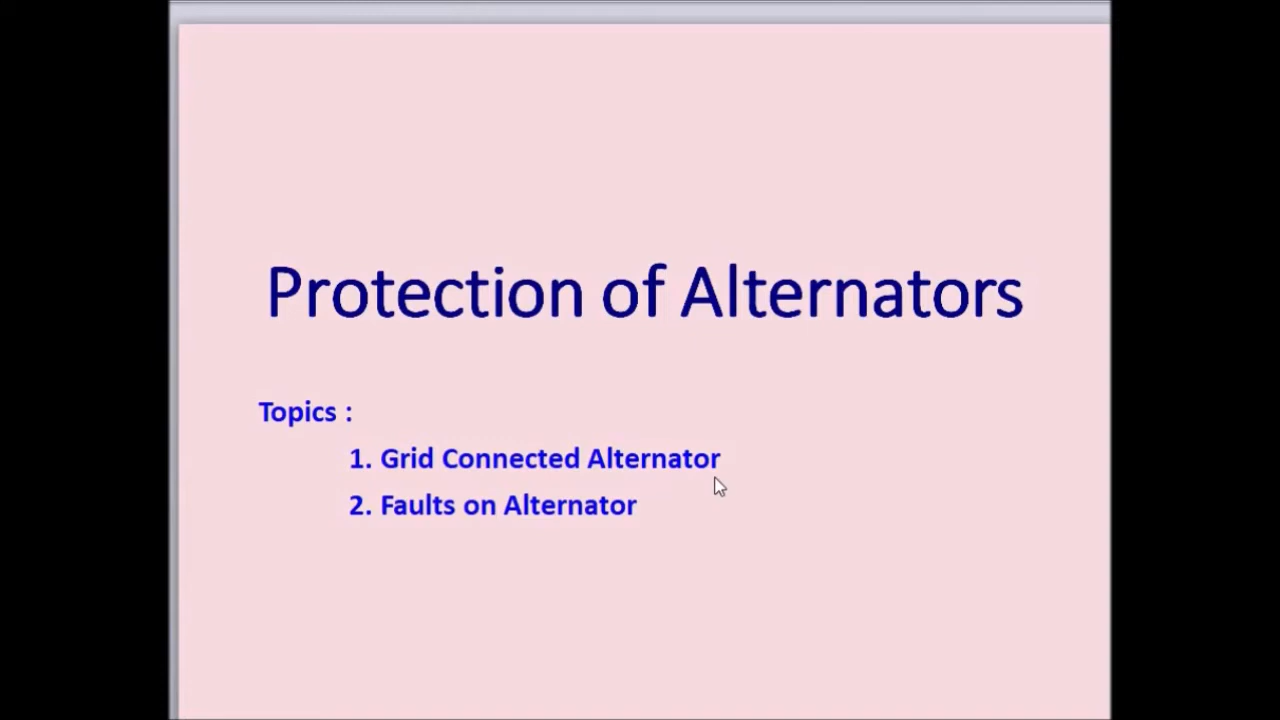 Protection of Alternators
Topics :
1. Grid Connected Alternator
2. Faults on Alternator